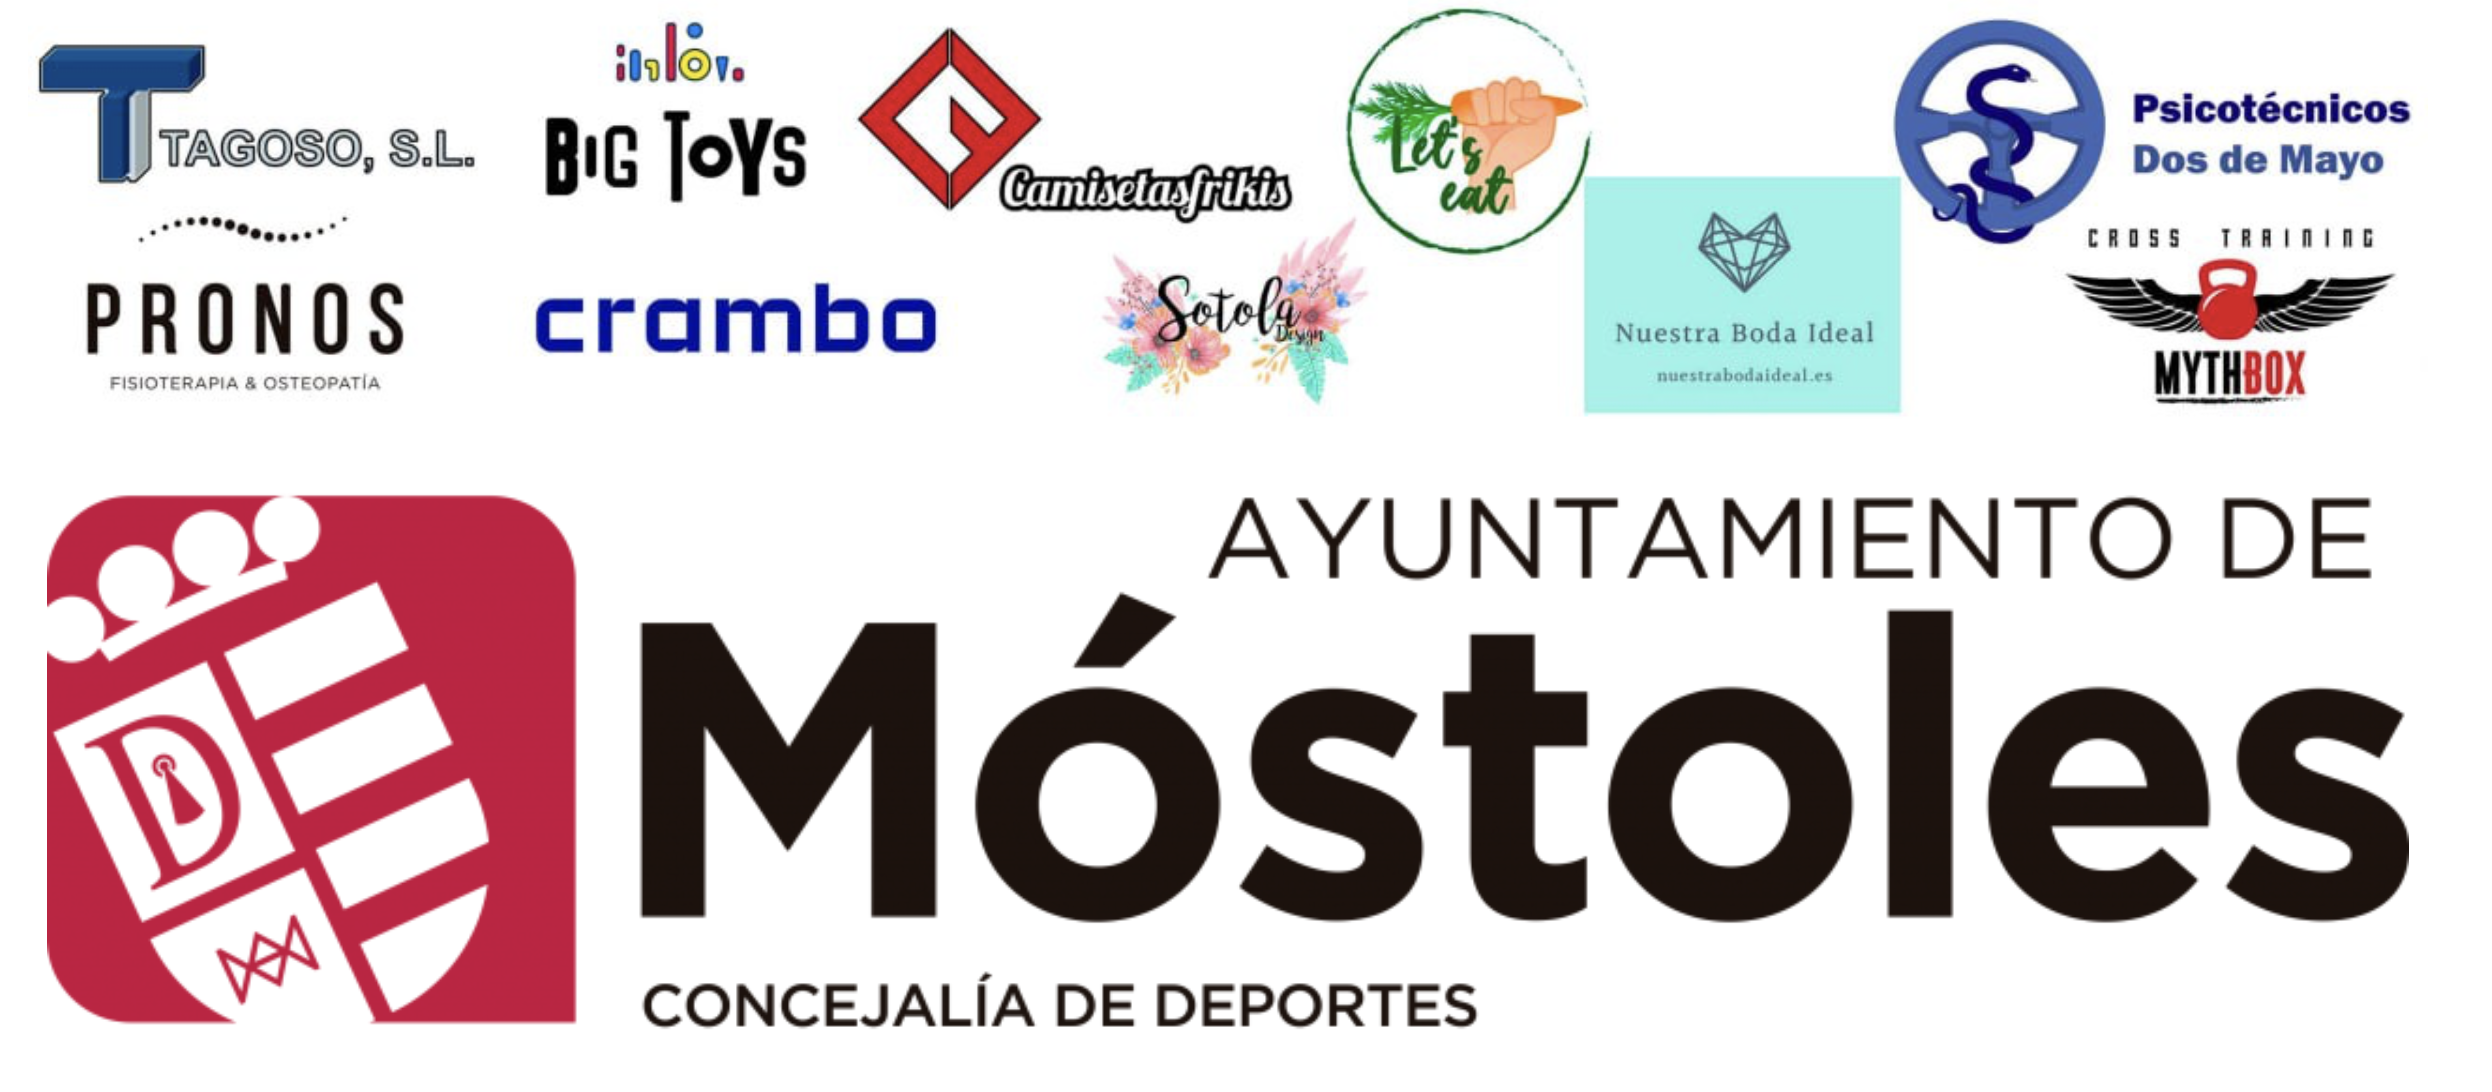 TAGOSO, S.L.
inlov.
BIG TOYS
Camisetasfrikis
Let's
eat
Psicotécnicos
Dos de Mayo
PRONOS
FISIOTERAPIA & OSTEOPATÍA
crambo
Sotola
Design
Nuestra Boda Ideal
nuestrabodaideal.es
CROSS TRAINING
MYTHBOX
AYUNTAMIENTO DE
Móstoles
CONCEJALÍA DE DEPORTES